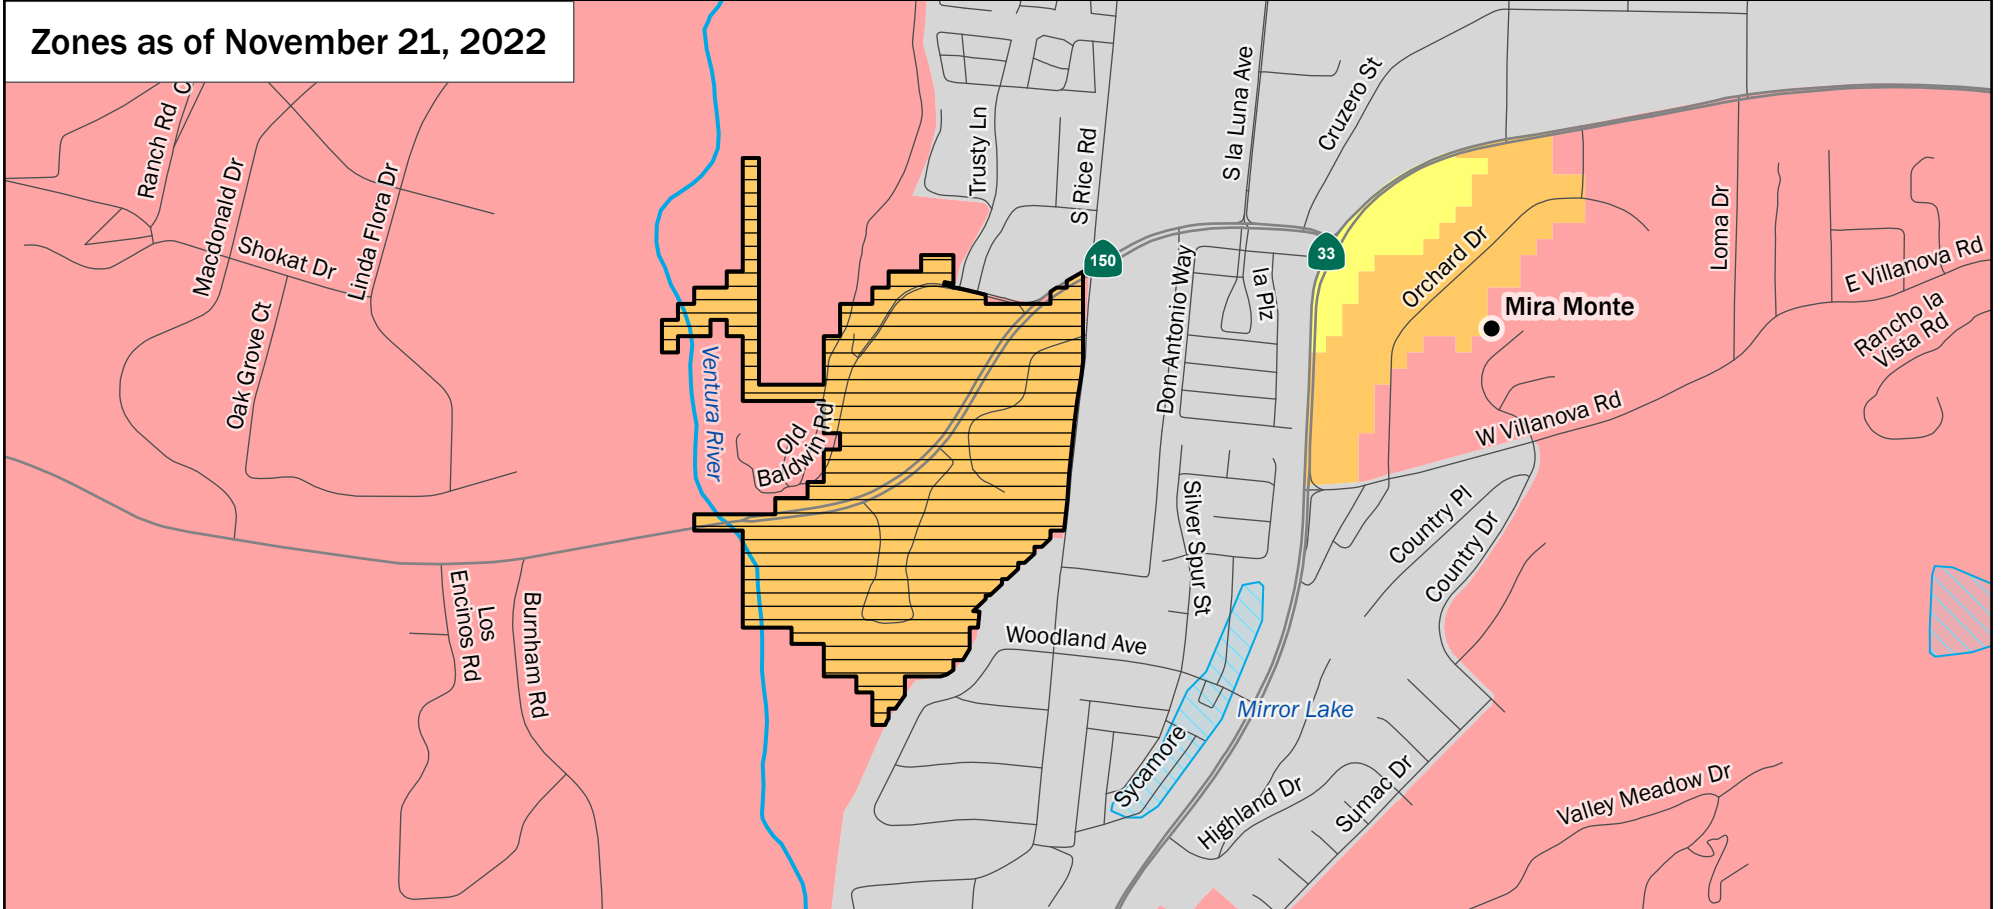 Zones as of November 21, 2022
Ranch Rd
Macdonald Dr
Shokat Dr
Linda Flora Dr
Oak Grove Ct
Los
Encinos Rd
Burnham Rd
Ventura River
Old
Baldwin Rd
Trusty Ln
S Rice Rd
150
S la Luna Ave
Cruzero St
33
Don Antonio Way
la Plz
Orchard Dr
Mira Monte
Loma Dr
E Villanova Rd
Rancho la
Vista Rd
W Villanova Rd
Country Pl
Country Dr
Silver Spur St
Woodland Ave
Mirror Lake
Sycamore
Highland Dr
Sumac Dr
Valley Meadow Dr